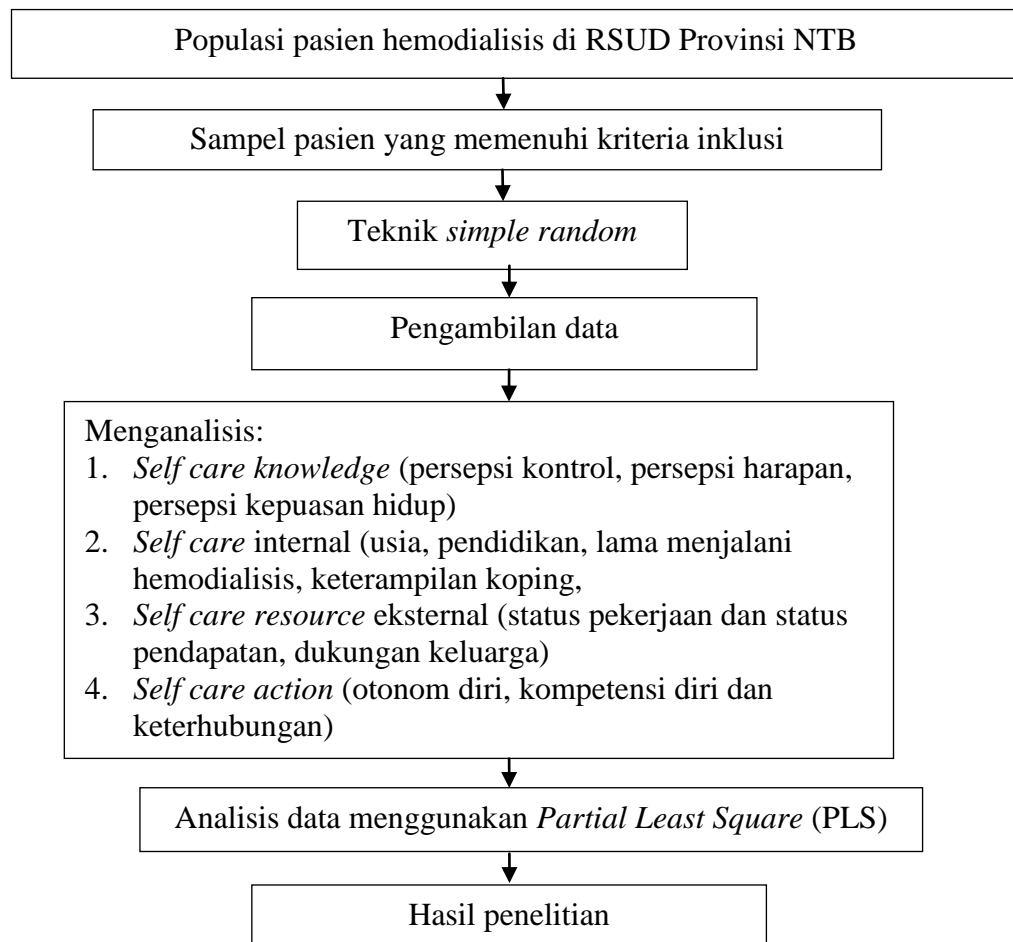 Populasi pasien hemodialisis di RSUD Provinsi NTB
Sampel pasien yang memenuhi kriteria inklusi
Teknik simple random
Pengambilan data
Menganalisis:
1. Self care knowledge (persepsi kontrol, persepsi harapan,
persepsi kepuasan hidup)
2. Self care internal (usia, pendidikan, lama menjalani
hemodialisis, keterampilan koping,
3. Self care resource eksternal (status pekerjaan dan status
pendapatan, dukungan keluarga)
4. Self care action (otonom diri, kompetensi diri dan
keterhubungan)
Analisis data menggunakan Partial Least Square (PLS)
Hasil penelitian